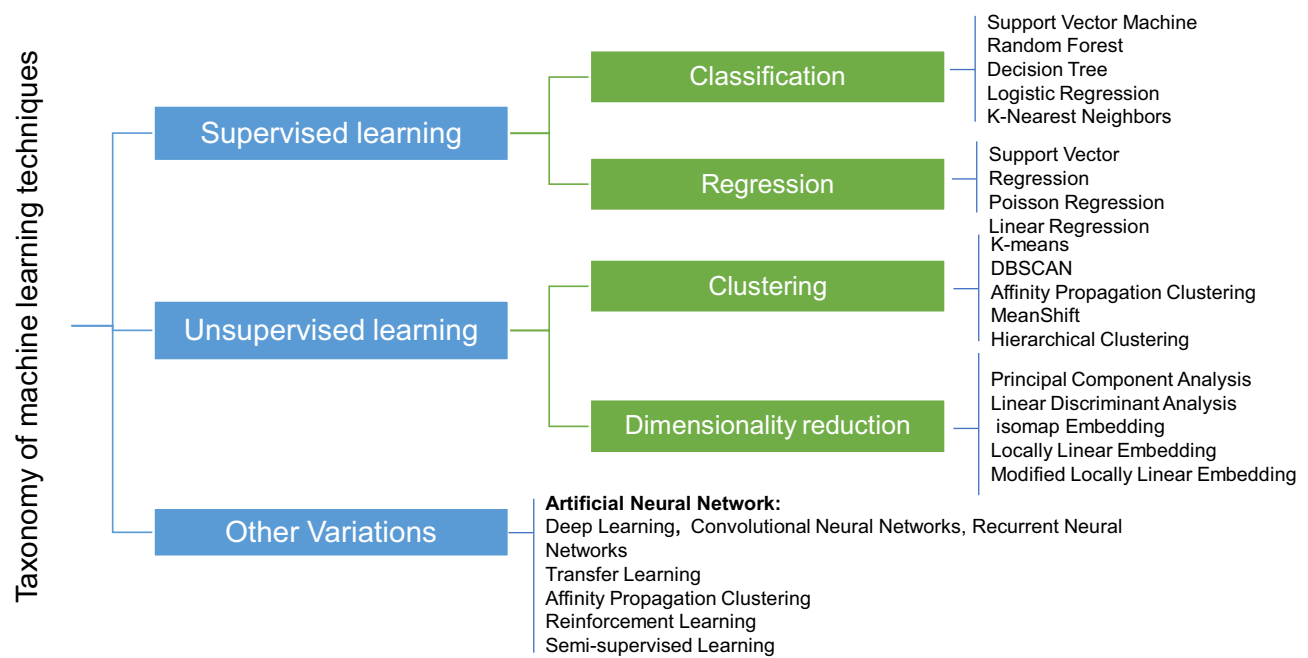 Taxonomy of machine learning techniques
Supervised learning
Classification
Support Vector Machine
Random Forest
Decision Tree
Logistic Regression
K-Nearest Neighbors
Regression
Support Vector
Regression
Poisson Regression
Linear Regression
Unsupervised learning
Clustering
K-means
DBSCAN
Affinity Propagation Clustering
MeanShift
Hierarchical Clustering
Dimensionality reduction
Principal Component Analysis
Linear Discriminant Analysis
isomap Embedding
Locally Linear Embedding
Modified Locally Linear Embedding
Other Variations
Artificial Neural Network:
Deep Learning, Convolutional Neural Networks, Recurrent Neural
Networks
Transfer Learning
Affinity Propagation Clustering
Reinforcement Learning
Semi-supervised Learning